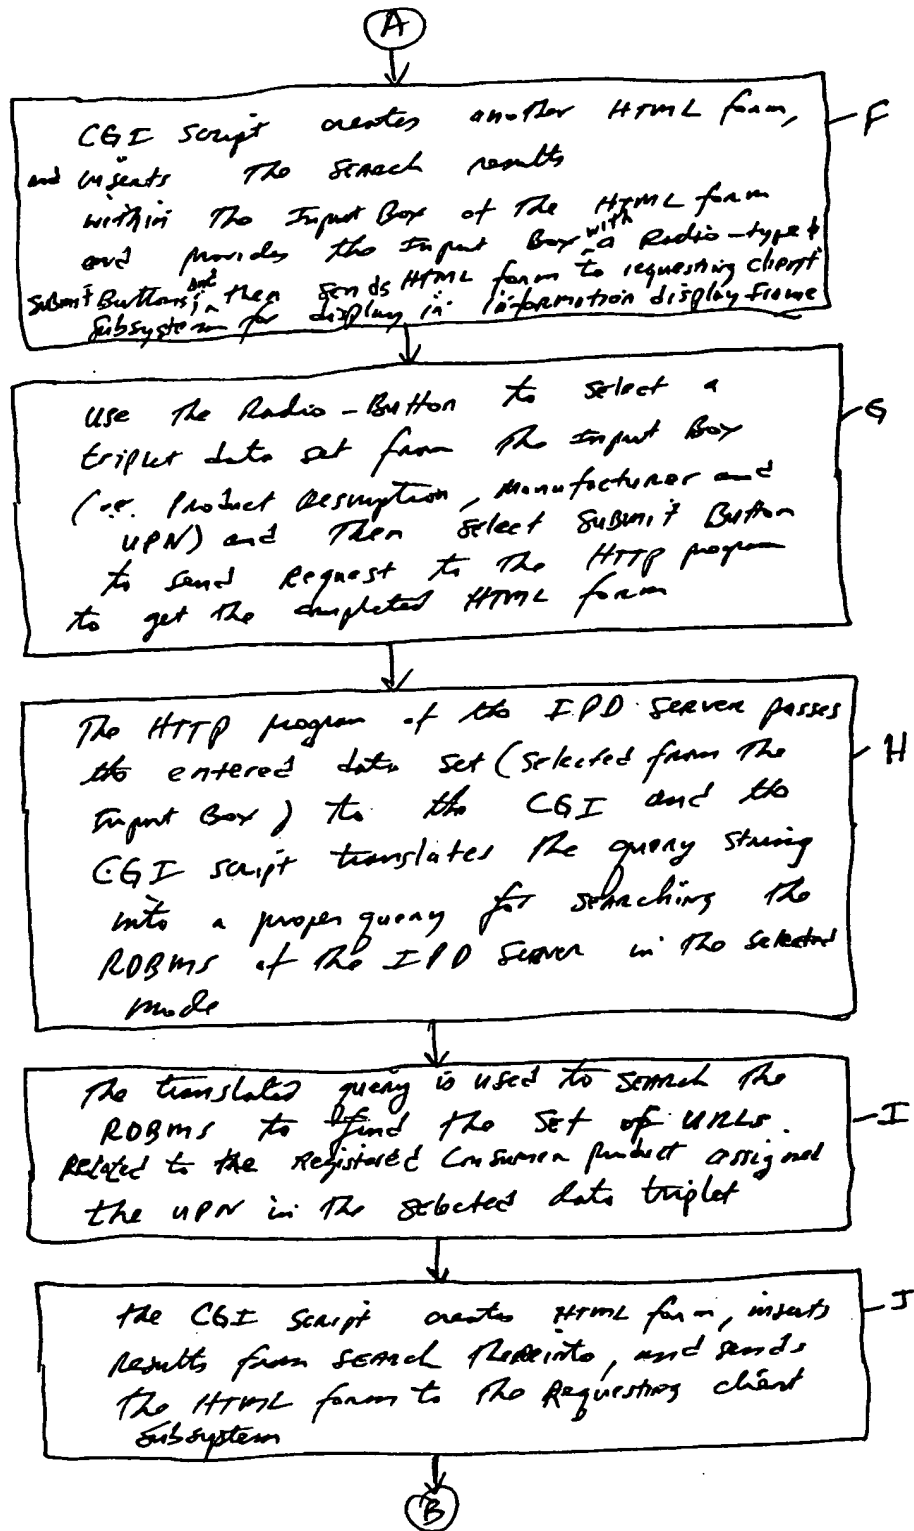 A
CGI Script creates another HTML form, F
and inserts The Search results
within The Input Box of The HTML form
and provides the Input Box with a Radio-type &
Submit Buttons; and then sends HTML form to requesting client
Subsystem for display in information display frame
Use The Radio-Button to select a G
triplet data set from The Input Box
(i.e. Product Description, Manufacturer and
UPN) and Then select Submit Button
to send Request to The HTTP program
to get the completed HTML form
The HTTP program of the IPD Server passes
the entered data set (selected from The H
Input Box) to the CGI and the
CGI script translates The query string
into a proper query for searching The
RDBMS of The IPD Server in The selected
mode
The translated query is used to SEARCH The
RDBMS to find the set of URLs I
Related to the Registered Consumer product assigned
the UPN in The selected data triplet
the CGI Script creates HTML form, inserts J
Results from SEARCH Thereinto, and sends
The HTML form to The Requesting client
Subsystem
B